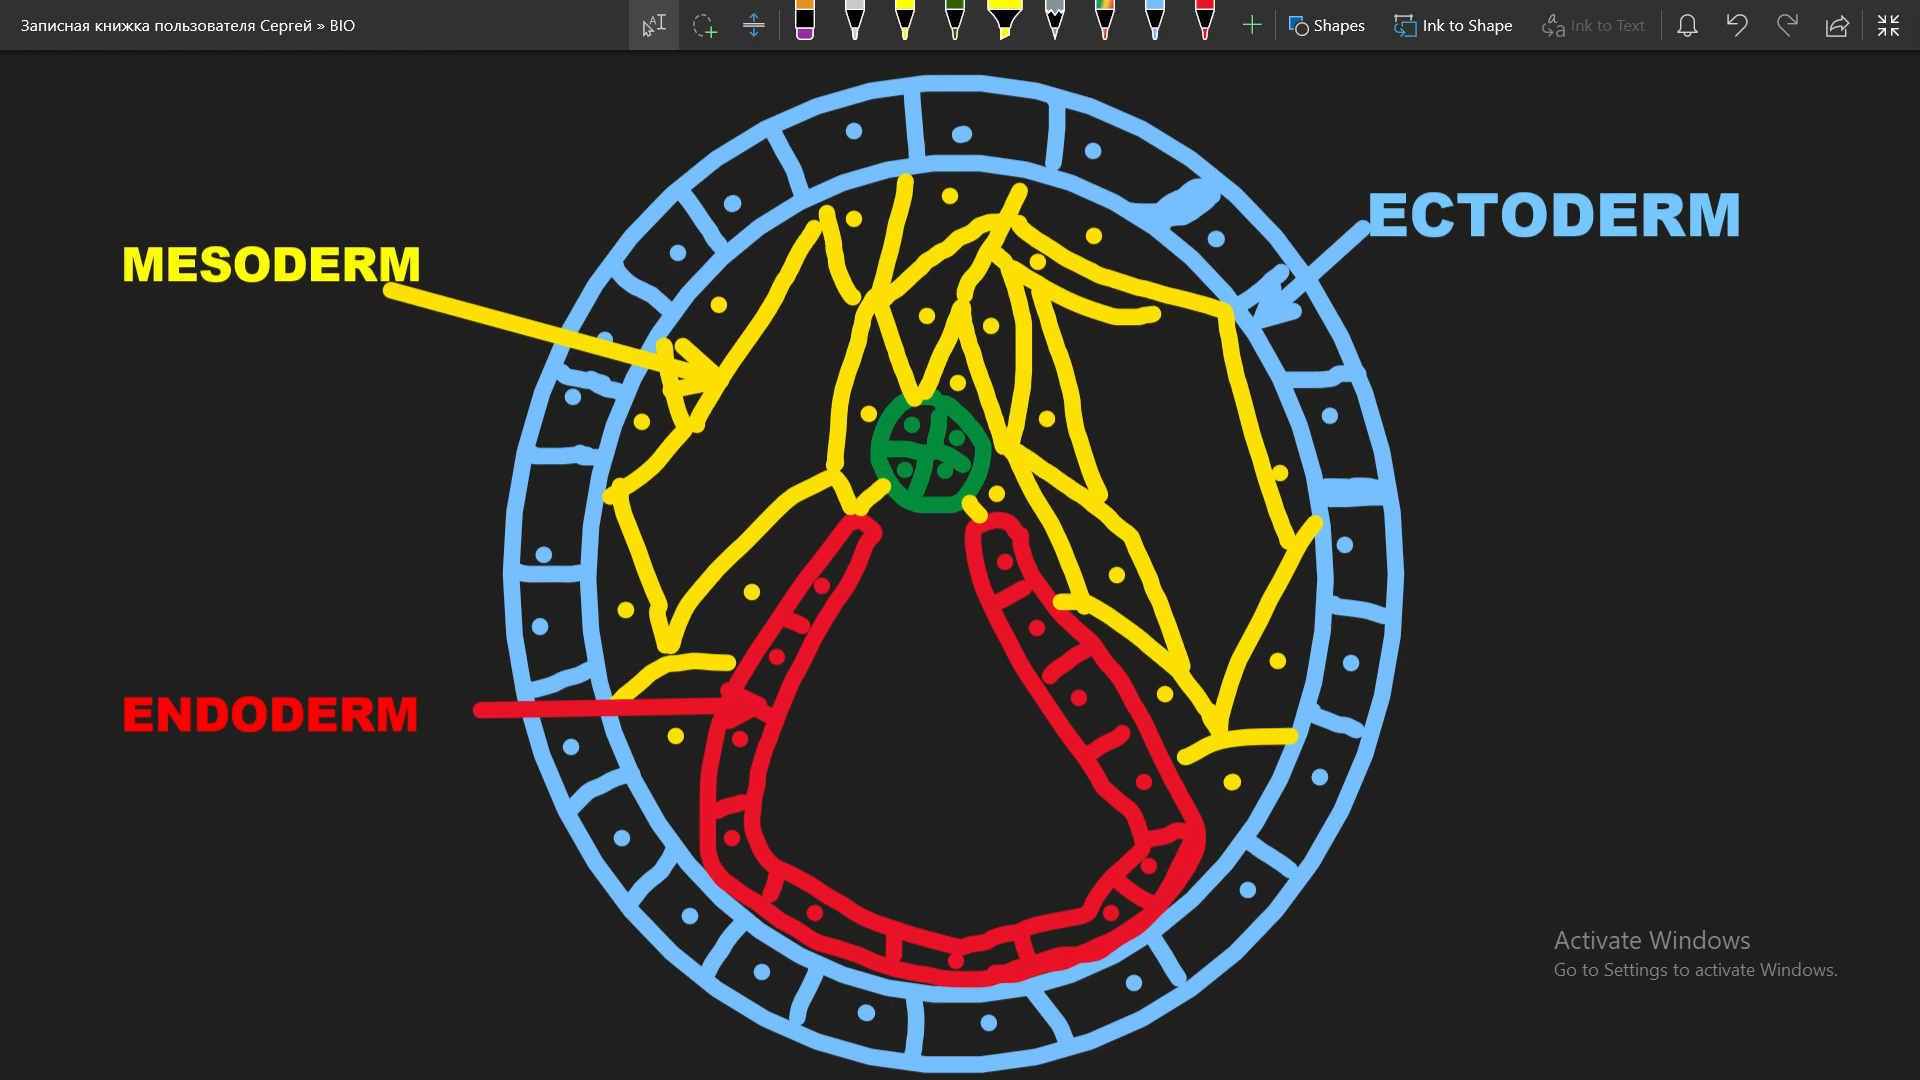 Записная книжка пользователя Сергей » BIO
Shapes
Ink to Shape
Ink to Text
ECTODERM
MESODERM
ENDODERM
Activate Windows
Go to Settings to activate Windows.